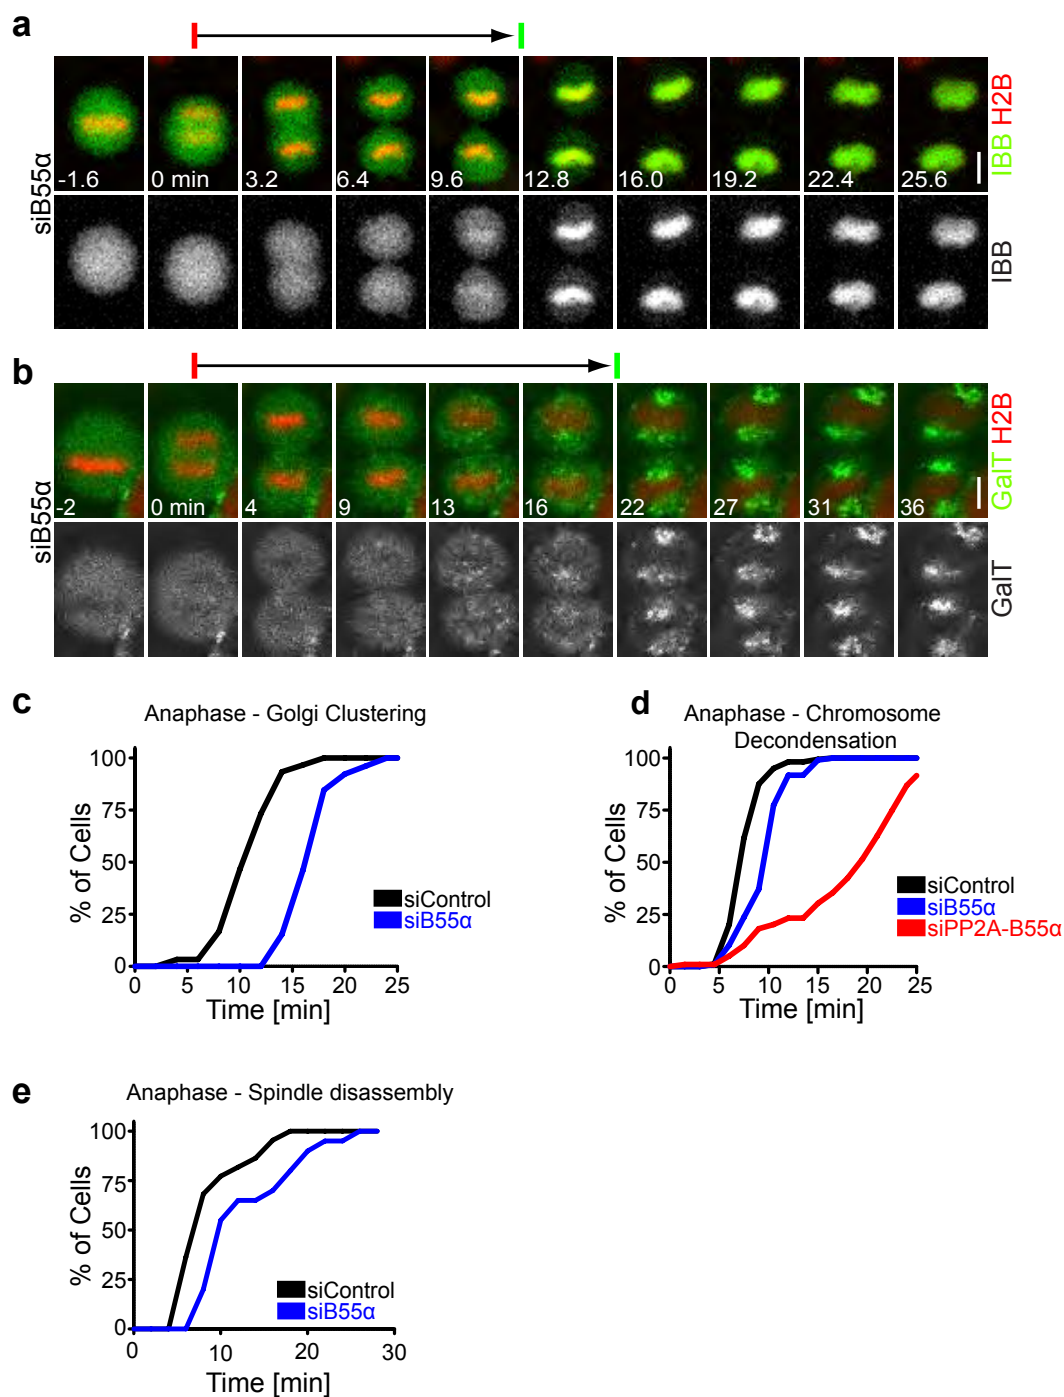 a
siB55α
-1.6 0 min 3.2 6.4 9.6 12.8 16.0 19.2 22.4 25.6
IBB H2B
IBB
b
siB55α
-2 0 min 4 9 13 16 22 27 31 36
GalT H2B
GalT
c
Anaphase - Golgi Clustering
% of Cells
100
75
50
25
0
0 5 10 15 20 25
Time [min]
siControl
siB55α
d
Anaphase - Chromosome
Decondensation
% of Cells
100
75
50
25
0
0 5 10 15 20 25
Time [min]
siControl
siB55α
siPP2A-B55α
e
Anaphase - Spindle disassembly
% of Cells
100
75
50
25
0
0 10 20 30
Time [min]
siControl
siB55α